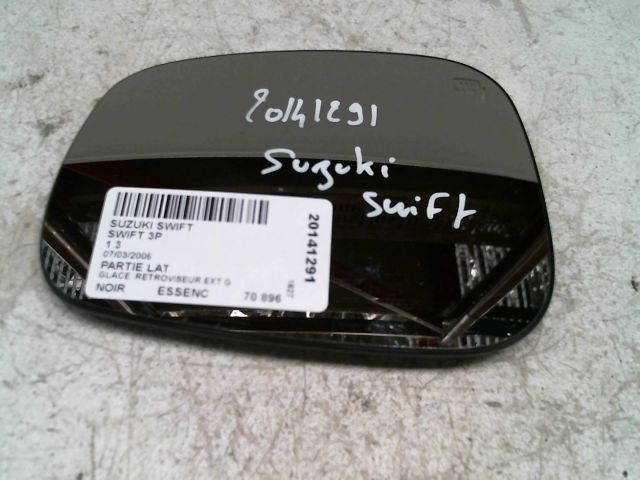 20141291
Suzuki
Swift
SUZUKI SWIFT
SWIFT 3P
1.3
07/03/2006
PARTIE LAT
GLACE RETROVISEUR EXT G
NOIR ESSENC 70 896
20141291
1827